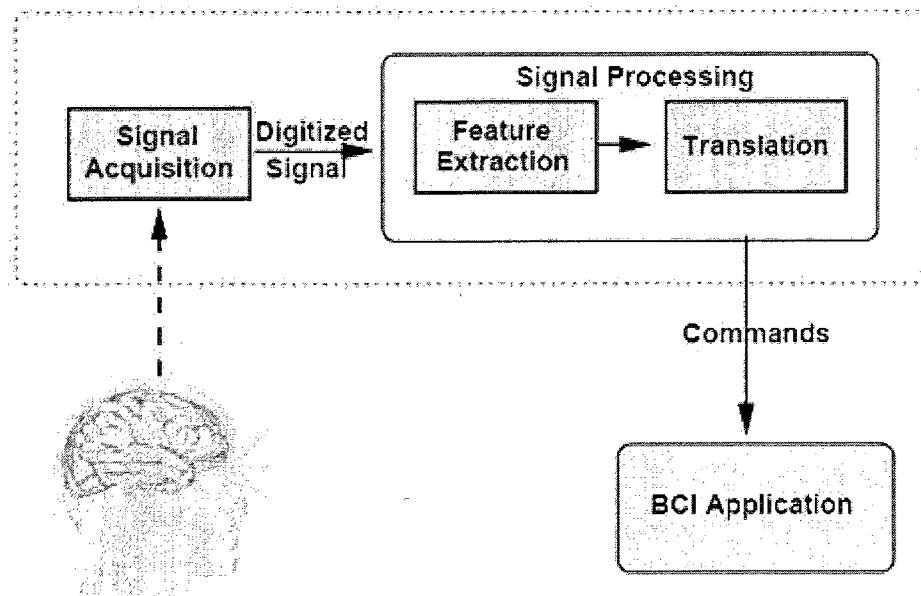 Signal Processing
Signal
Acquisition
Digitized
Signal
Feature
Extraction
Translation
Commands
BCI Application